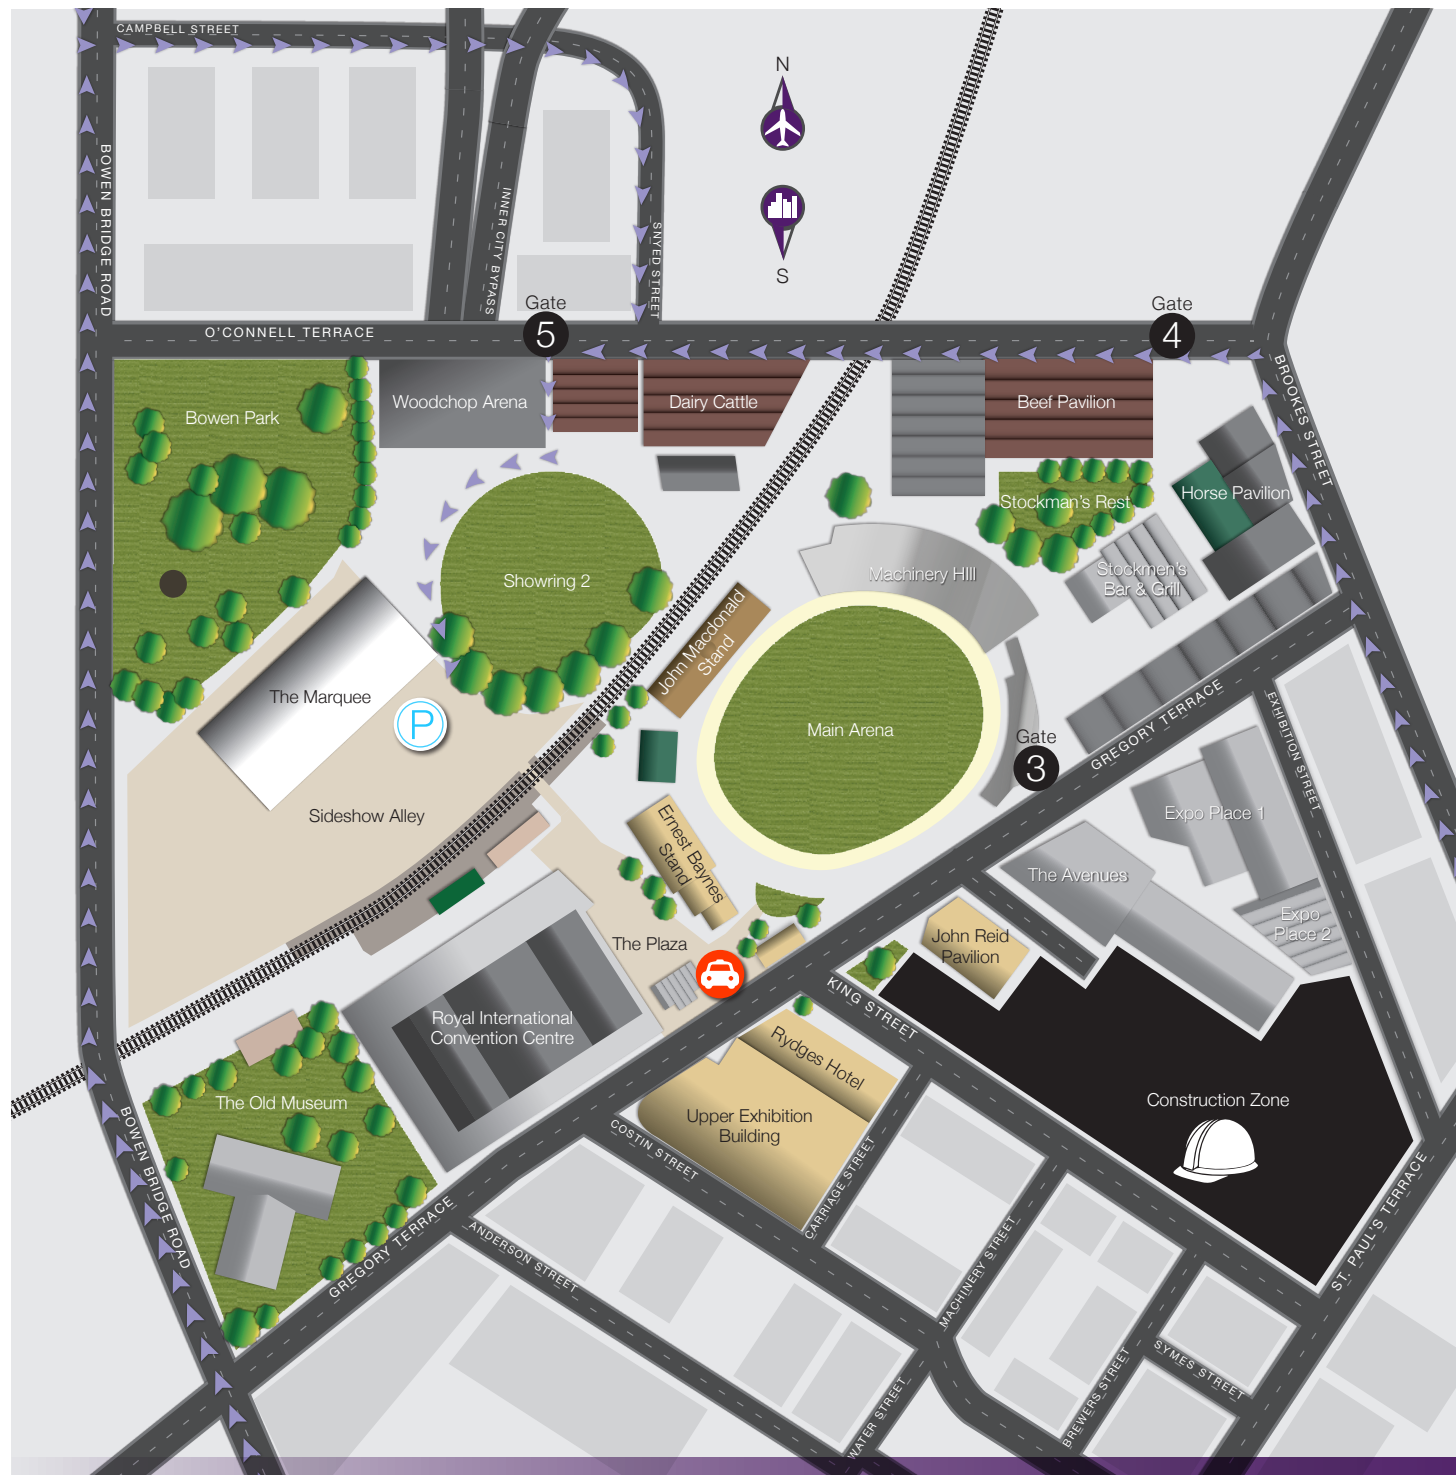 CAMPBELL STREET
N
S
BOWEN BRIDGE ROAD
INNER CITY BYPASS
SNYED STREET
Gate
5
Gate
4
O'CONNELL TERRACE
BROOKES STREET
Bowen Park
Woodchop Arena
Dairy Cattle
Beef Pavilion
Stockman's Rest
Horse Pavilion
Showring 2
Machinery HIll
Stockmen's
Bar & Grill
John Macdonald
Stand
The Marquee
P
Main Arena
Gate
3
GREGORY TERRACE
EXHIBITION STREET
Sideshow Alley
Ernest Baynes
Stand
Expo Place 1
The Avenues
Expo
Place 2
The Plaza
John Reid
Pavilion
KING STREET
Royal International
Convention Centre
Rydges Hotel
The Old Museum
Upper Exhibition
Building
Construction Zone
BOWEN BRIDGE ROAD
COSTIN STREET
CARRIAGE STREET
GREGORY TERRACE
ANDERSON STREET
MACHINERY STREET
ST. PAUL'S TERRACE
SYMES STREET
BREWERS STREET
WATER STREET